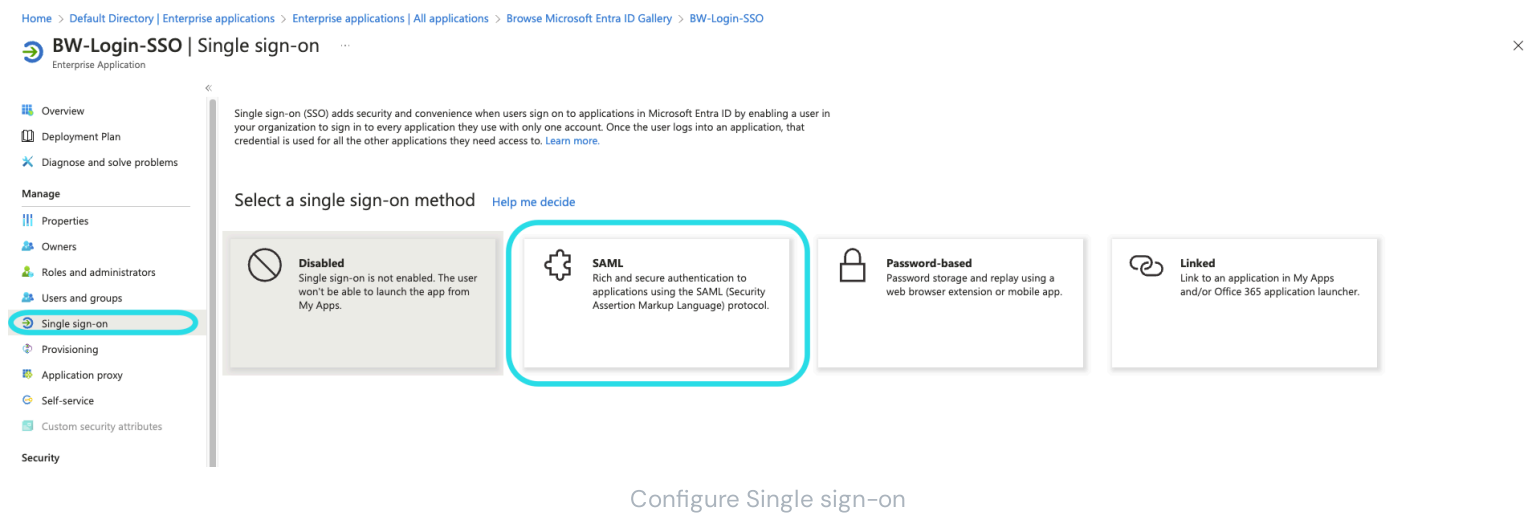 Home > Default Directory | Enterprise applications > Enterprise applications | All applications > Browse Microsoft Entra ID Gallery > BW-Login-SSO
BW-Login-SSO | Single sign-on ...
Enterprise Application
Overview
Deployment Plan
Diagnose and solve problems
Manage
Properties
Owners
Roles and administrators
Users and groups
Single sign-on
Provisioning
Application proxy
Self-service
Custom security attributes
Security
Single sign-on (SSO) adds security and convenience when users sign on to applications in Microsoft Entra ID by enabling a user in
your organization to sign in to every application they use with only one account. Once the user logs into an application, that
credential is used for all the other applications they need access to. Learn more.
Select a single sign-on method Help me decide
Disabled
Single sign-on is not enabled. The user
won't be able to launch the app from
My Apps.
SAML
Rich and secure authentication to
applications using the SAML (Security
Assertion Markup Language) protocol.
Password-based
Password storage and replay using a
web browser extension or mobile app.
Linked
Link to an application in My Apps
and/or Office 365 application launcher.
Configure Single sign-on